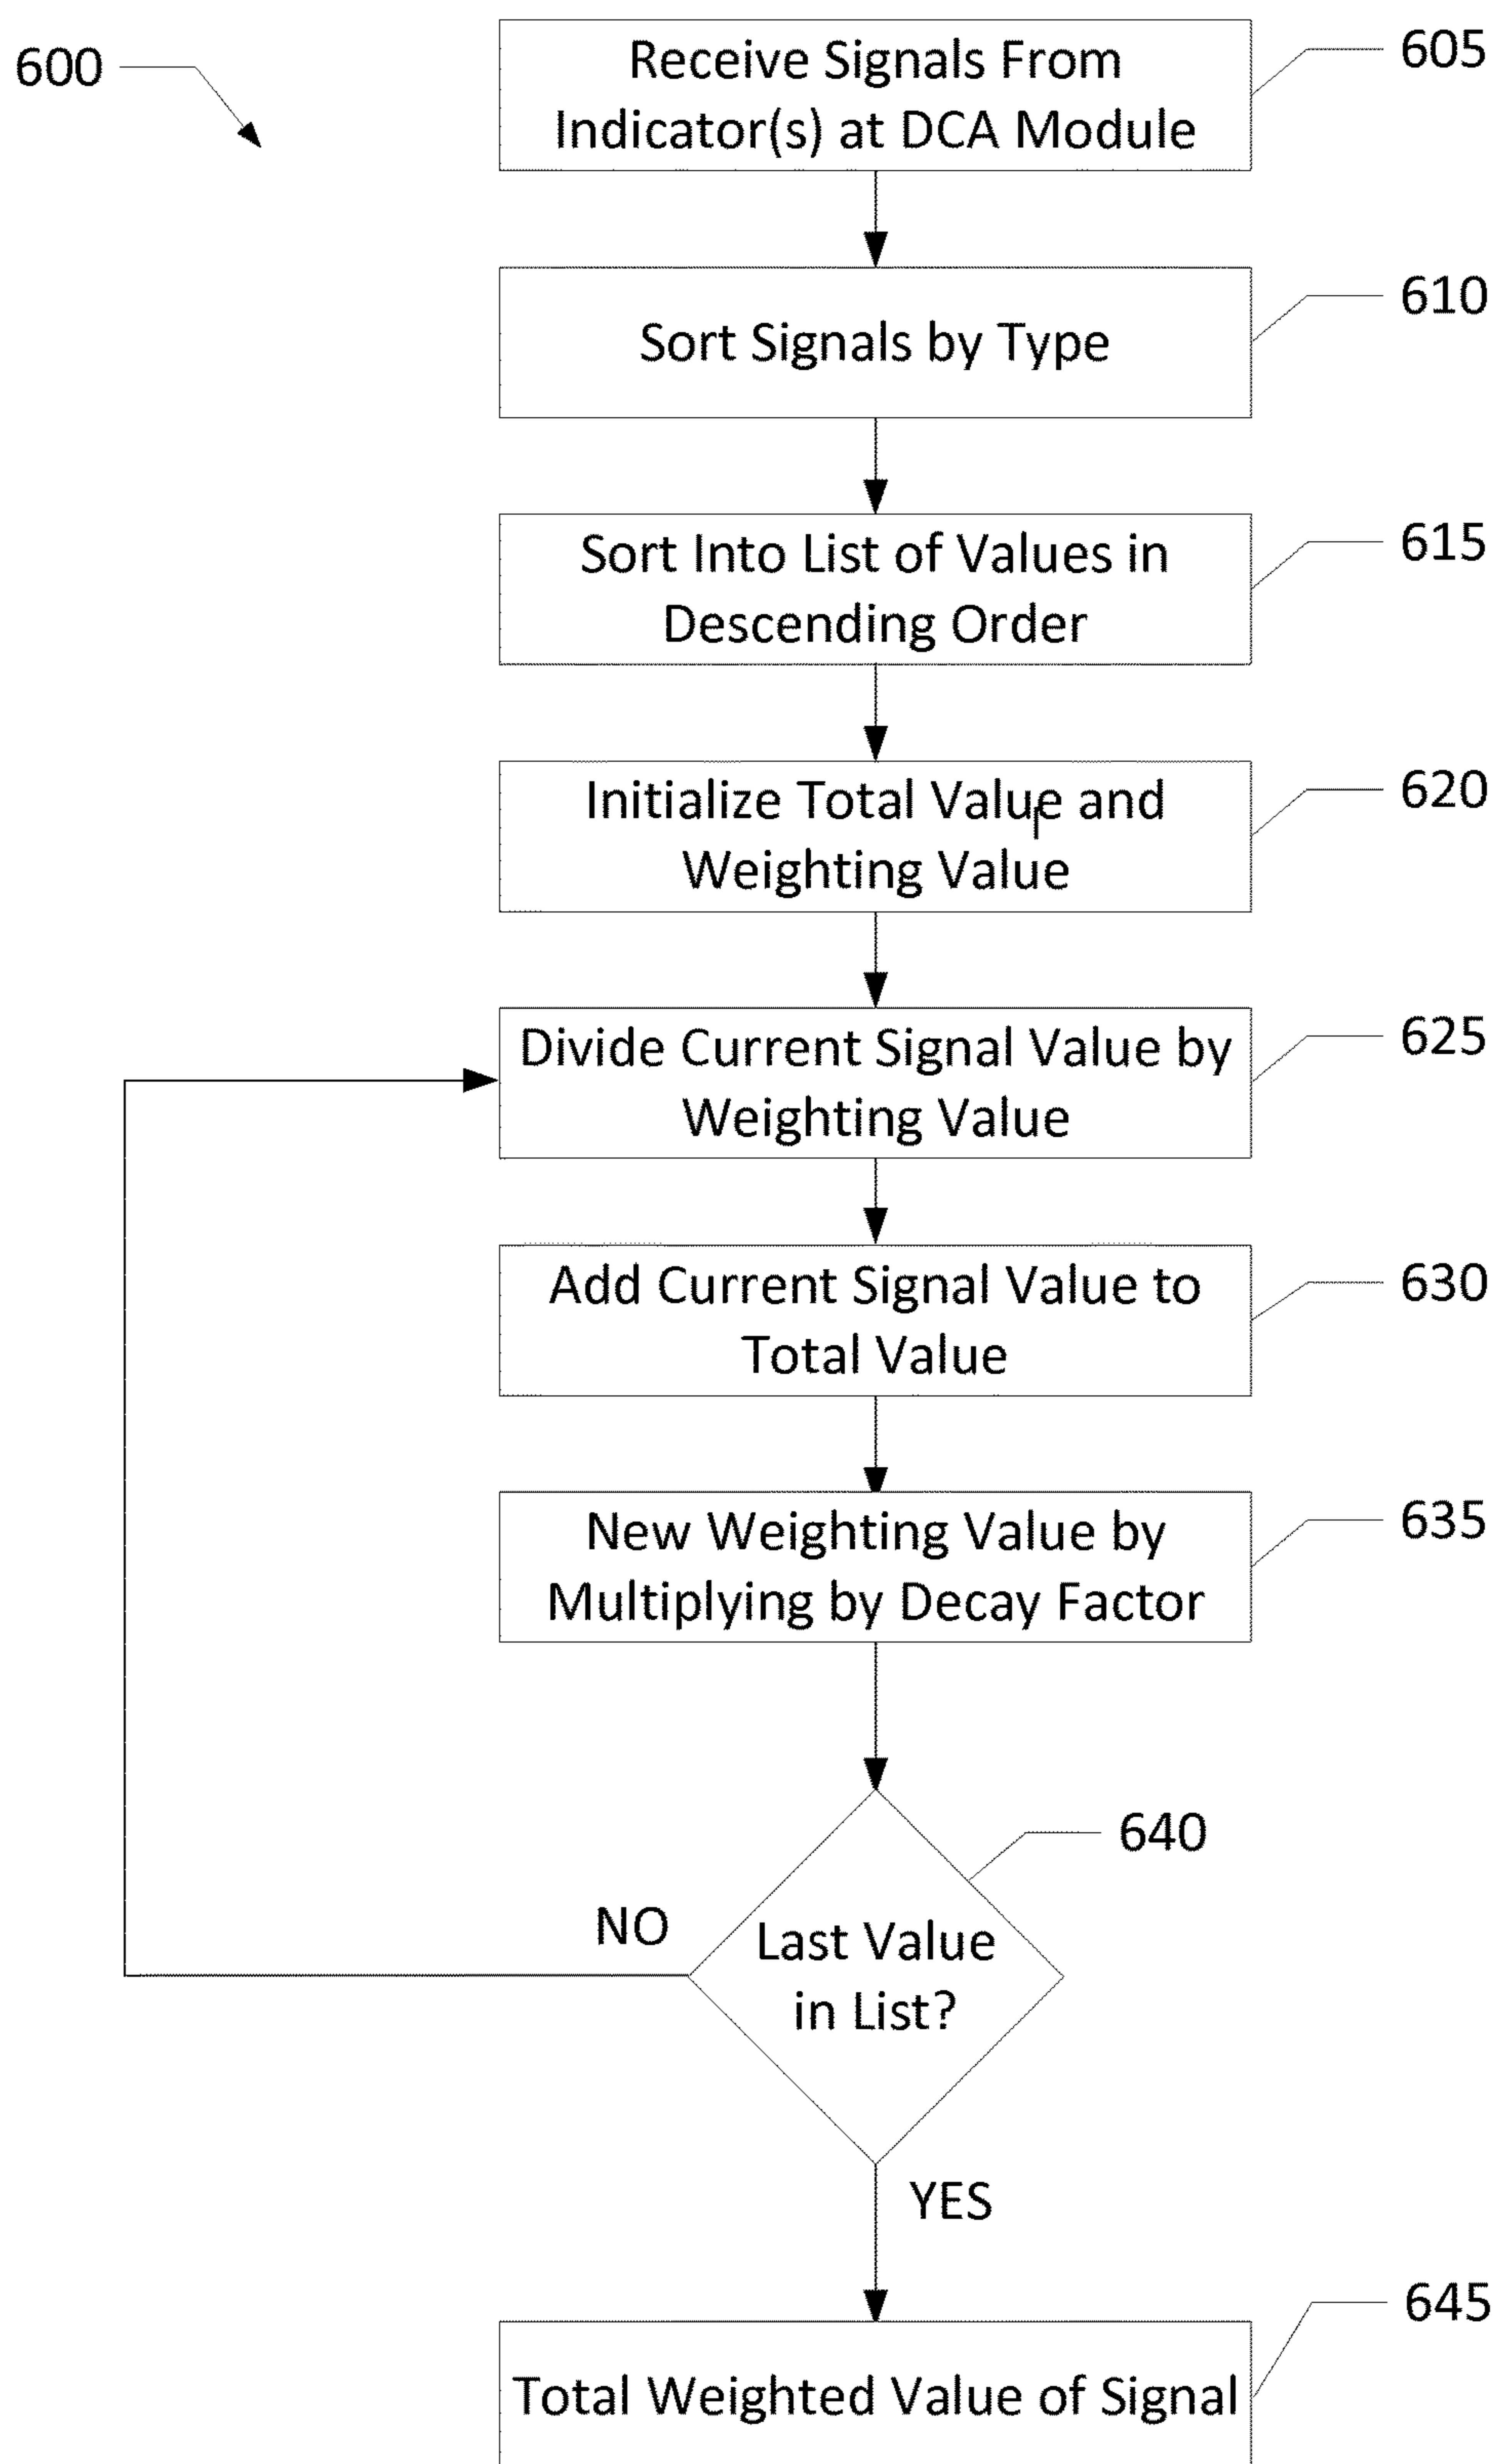 600
Receive Signals From
Indicator(s) at DCA Module
605
Sort Signals by Type
610
Sort Into List of Values in
Descending Order
615
Initialize Total Value and
Weighting Value
620
Divide Current Signal Value by
Weighting Value
625
Add Current Signal Value to
Total Value
630
New Weighting Value by
Multiplying by Decay Factor
635
640
NO
Last Value
in List?
YES
645
Total Weighted Value of Signal